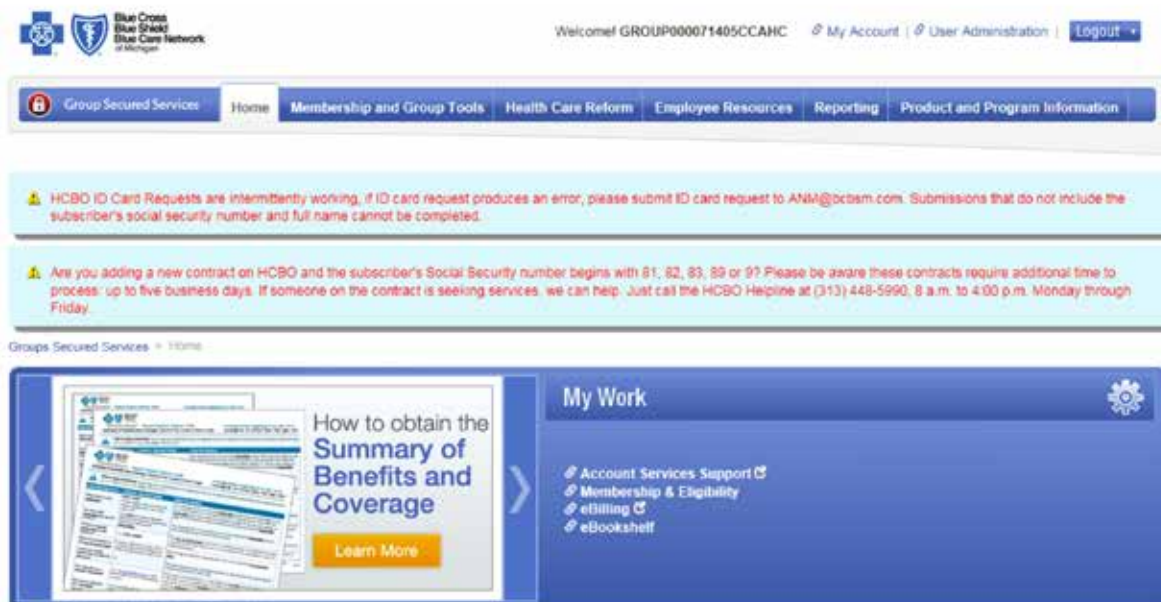 Blue Cross
Blue Shield
Blue Care Network
of Michigan
Welcome! GROUP000071405CCAHC My Account | User Administration | Logout
Group Secured Services Home Membership and Group Tools Health Care Reform Employee Resources Reporting Product and Program Information
HCBO ID Card Requests are intermittently working, if ID card request produces an error, please submit ID card request to ANM@bcbsm.com. Submissions that do not include the
subscriber's social security number and full name cannot be completed.
Are you adding a new contract on HCBO and the subscriber's Social Security number begins with 81, 82, 83, 89 or 9? Please be aware these contracts require additional time to
process: up to five business days. If someone on the contract is seeking services, we can help. Just call the HCBO Helpline at (313) 448-5990, 8 a.m. to 4:00 p.m. Monday through
Friday.
Groups Secured Services > Home
How to obtain the
Summary of
Benefits and
Coverage
Learn More
My Work
Account Services Support
Membership & Eligibility
eBilling
eBookshelf